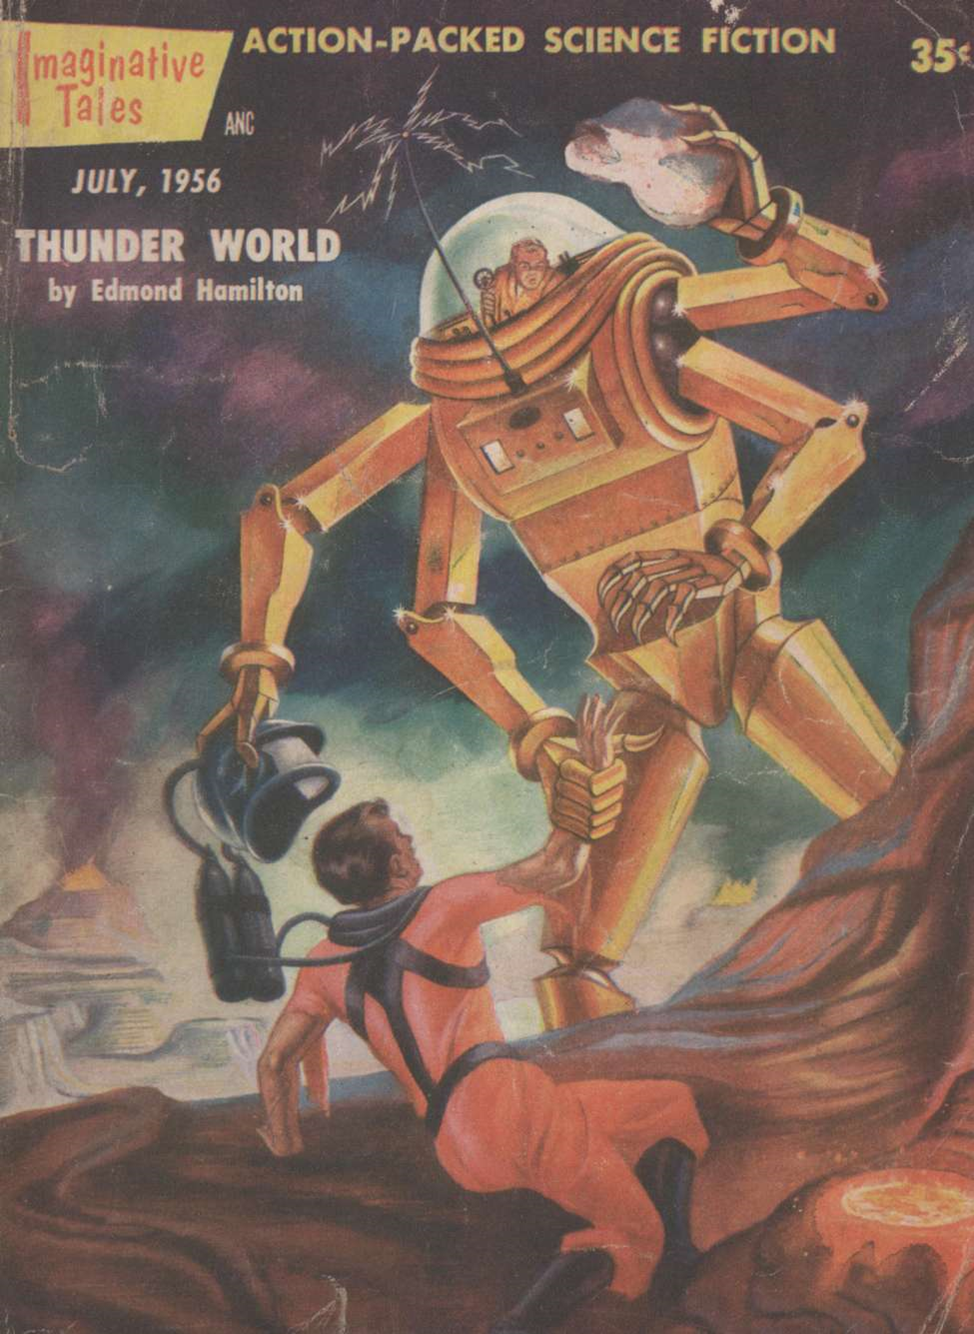 Imaginative
Tales
ACTION-PACKED SCIENCE FICTION
35¢
ANC
JULY, 1956
THUNDER WORLD
by Edmond Hamilton